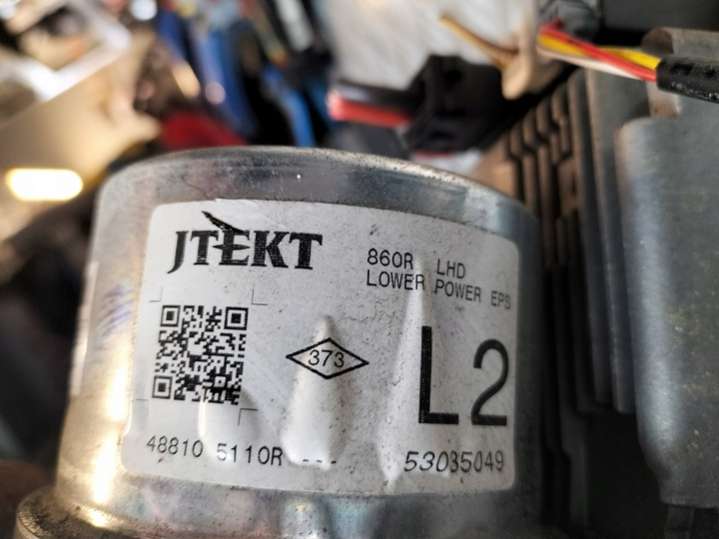 JTEKT
860R LHD
LOWER POWER EPS
373
L2
48810 5110R ---
53035049